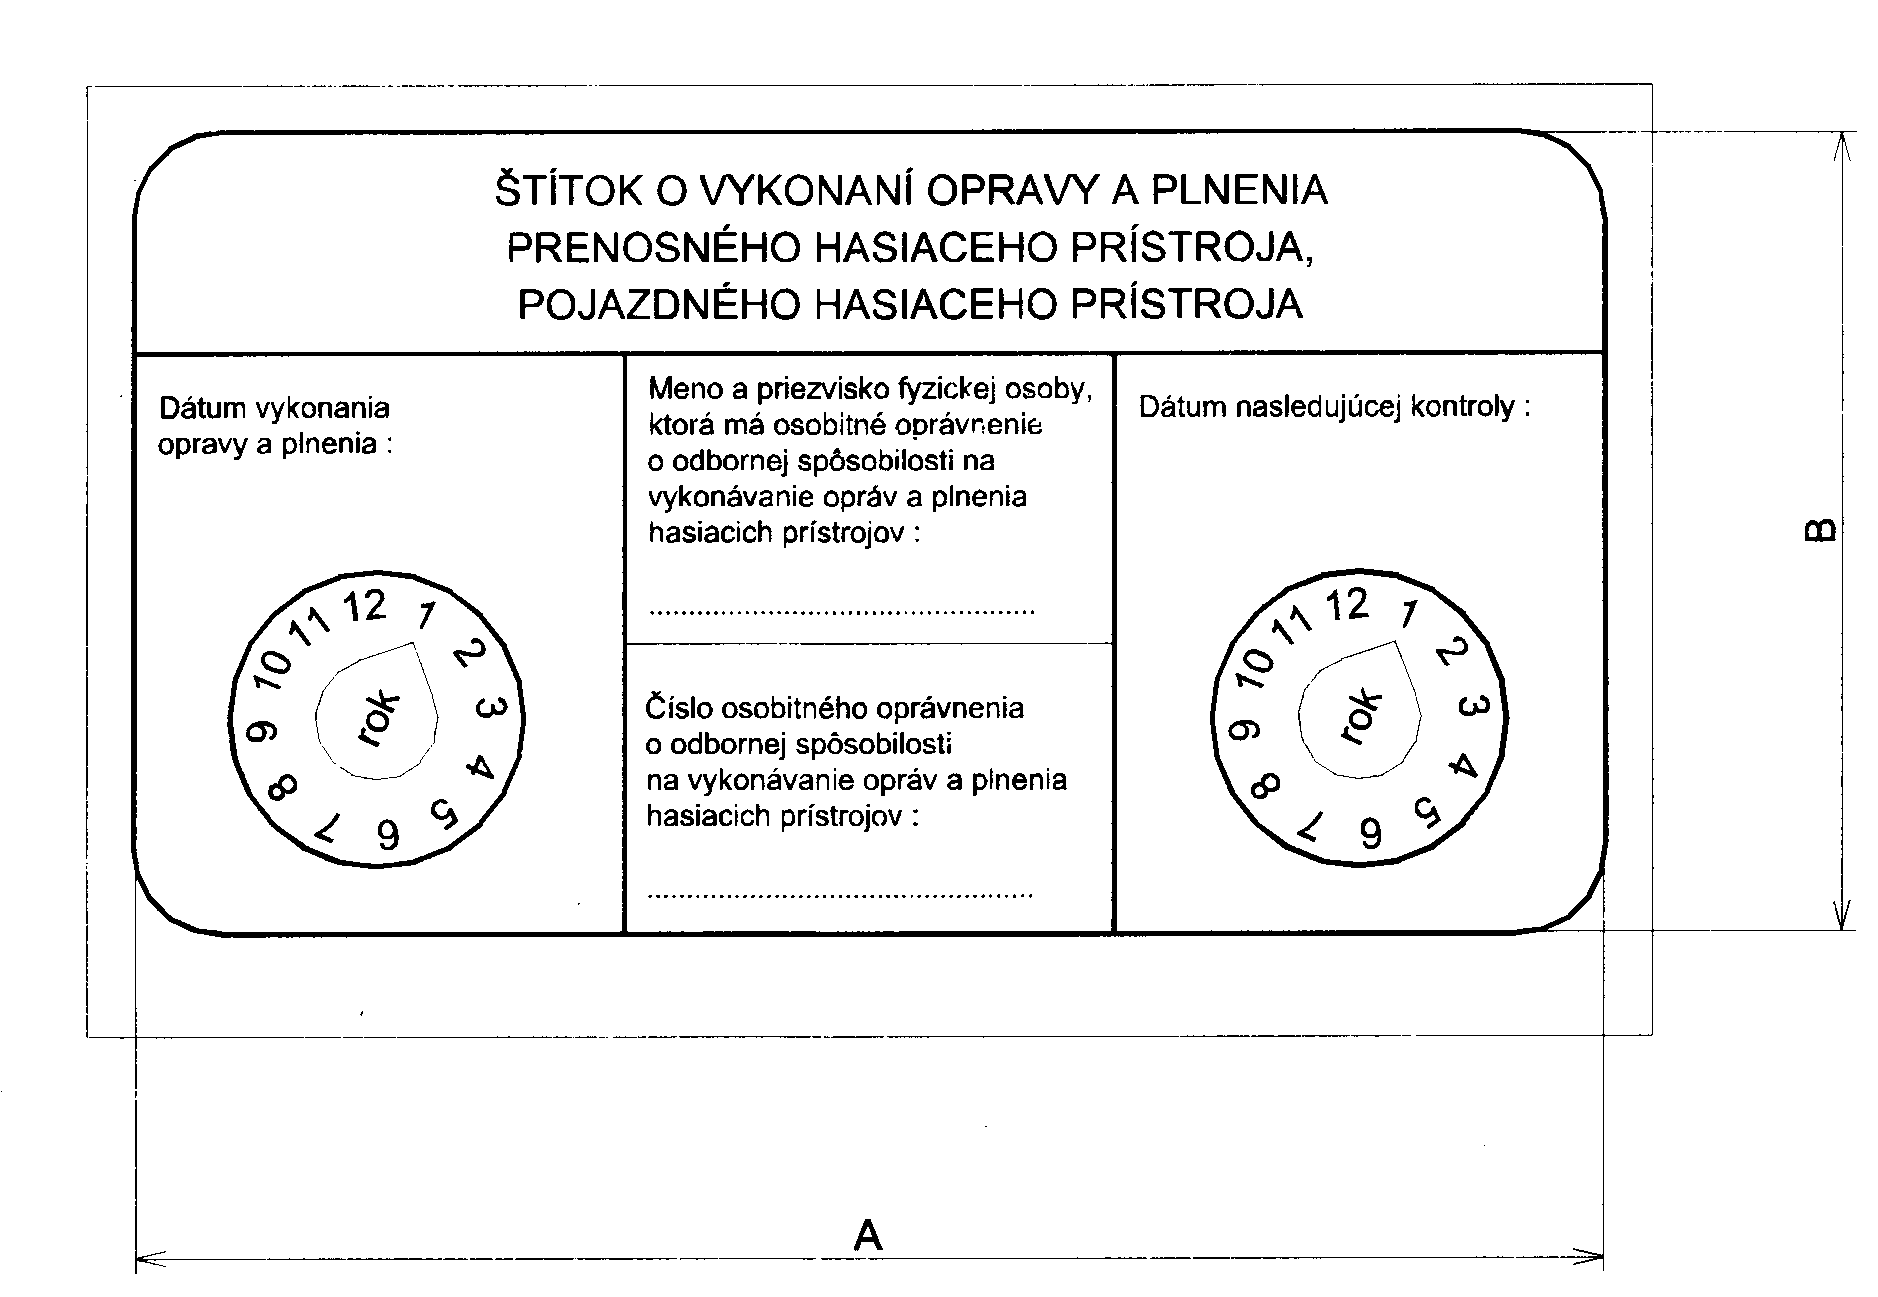 ŠTÍTOK O VYKONANÍ OPRAVY A PLNENIA
PRENOSNÉHO HASIACEHO PRÍSTROJA,
POJAZDNÉHO HASIACEHO PRÍSTROJA
Dátum vykonania
opravy a plnenia :
12
1
2
3
4
5
6
7
8
9
10
11
rok
Meno a priezvisko fyzickej osoby,
ktorá má osobitné oprávnenie
o odbornej spôsobilosti na
vykonávanie opráv a plnenia
hasiacich prístrojov :
................................................
Číslo osobitného oprávnenia
o odbornej spôsobilosti
na vykonávanie opráv a plnenia
hasiacich prístrojov :
................................................
Dátum nasledujúcej kontroly :
12
1
2
3
4
5
6
7
8
9
10
11
rok
B
A